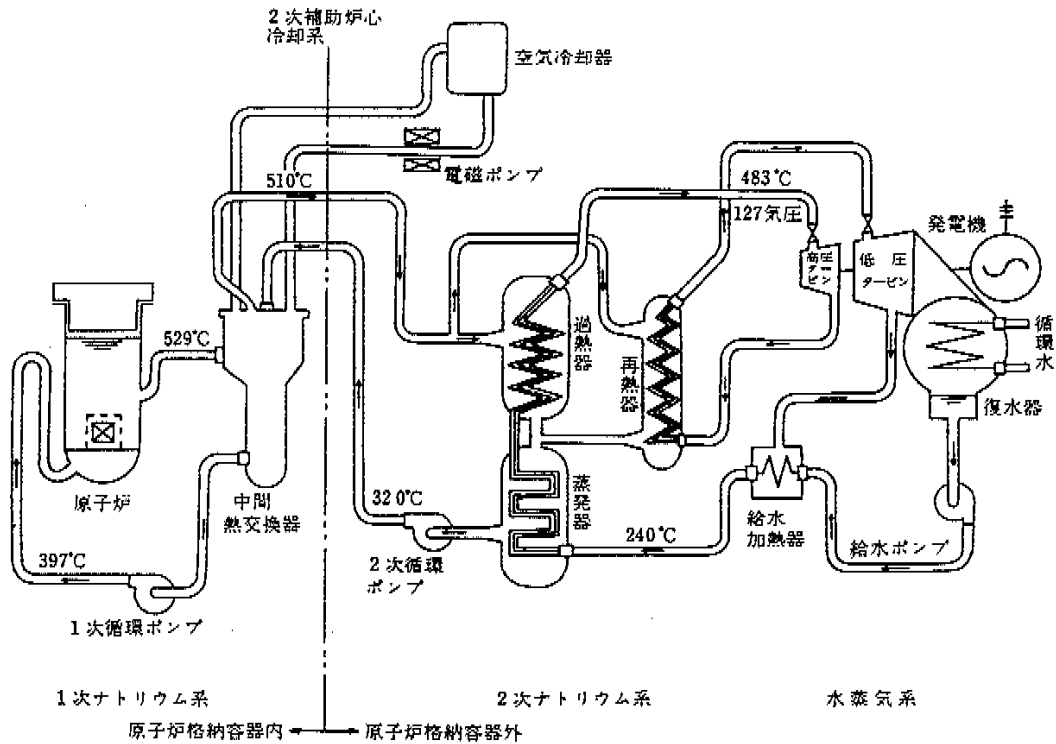 2次補助炉心
冷却系
空気冷却器
電磁ポンプ
510℃
483℃
127気圧
発電機
高圧
タービン
低圧
タービン
循環水
復水器
過熱器
再熱器
529℃
原子炉
中間
熱交換器
320℃
蒸発器
240℃
給水
加熱器
給水ポンプ
2次循環
ポンプ
397℃
1次循環ポンプ
1次ナトリウム系
2次ナトリウム系
水蒸気系
原子炉格納容器内
原子炉格納容器外